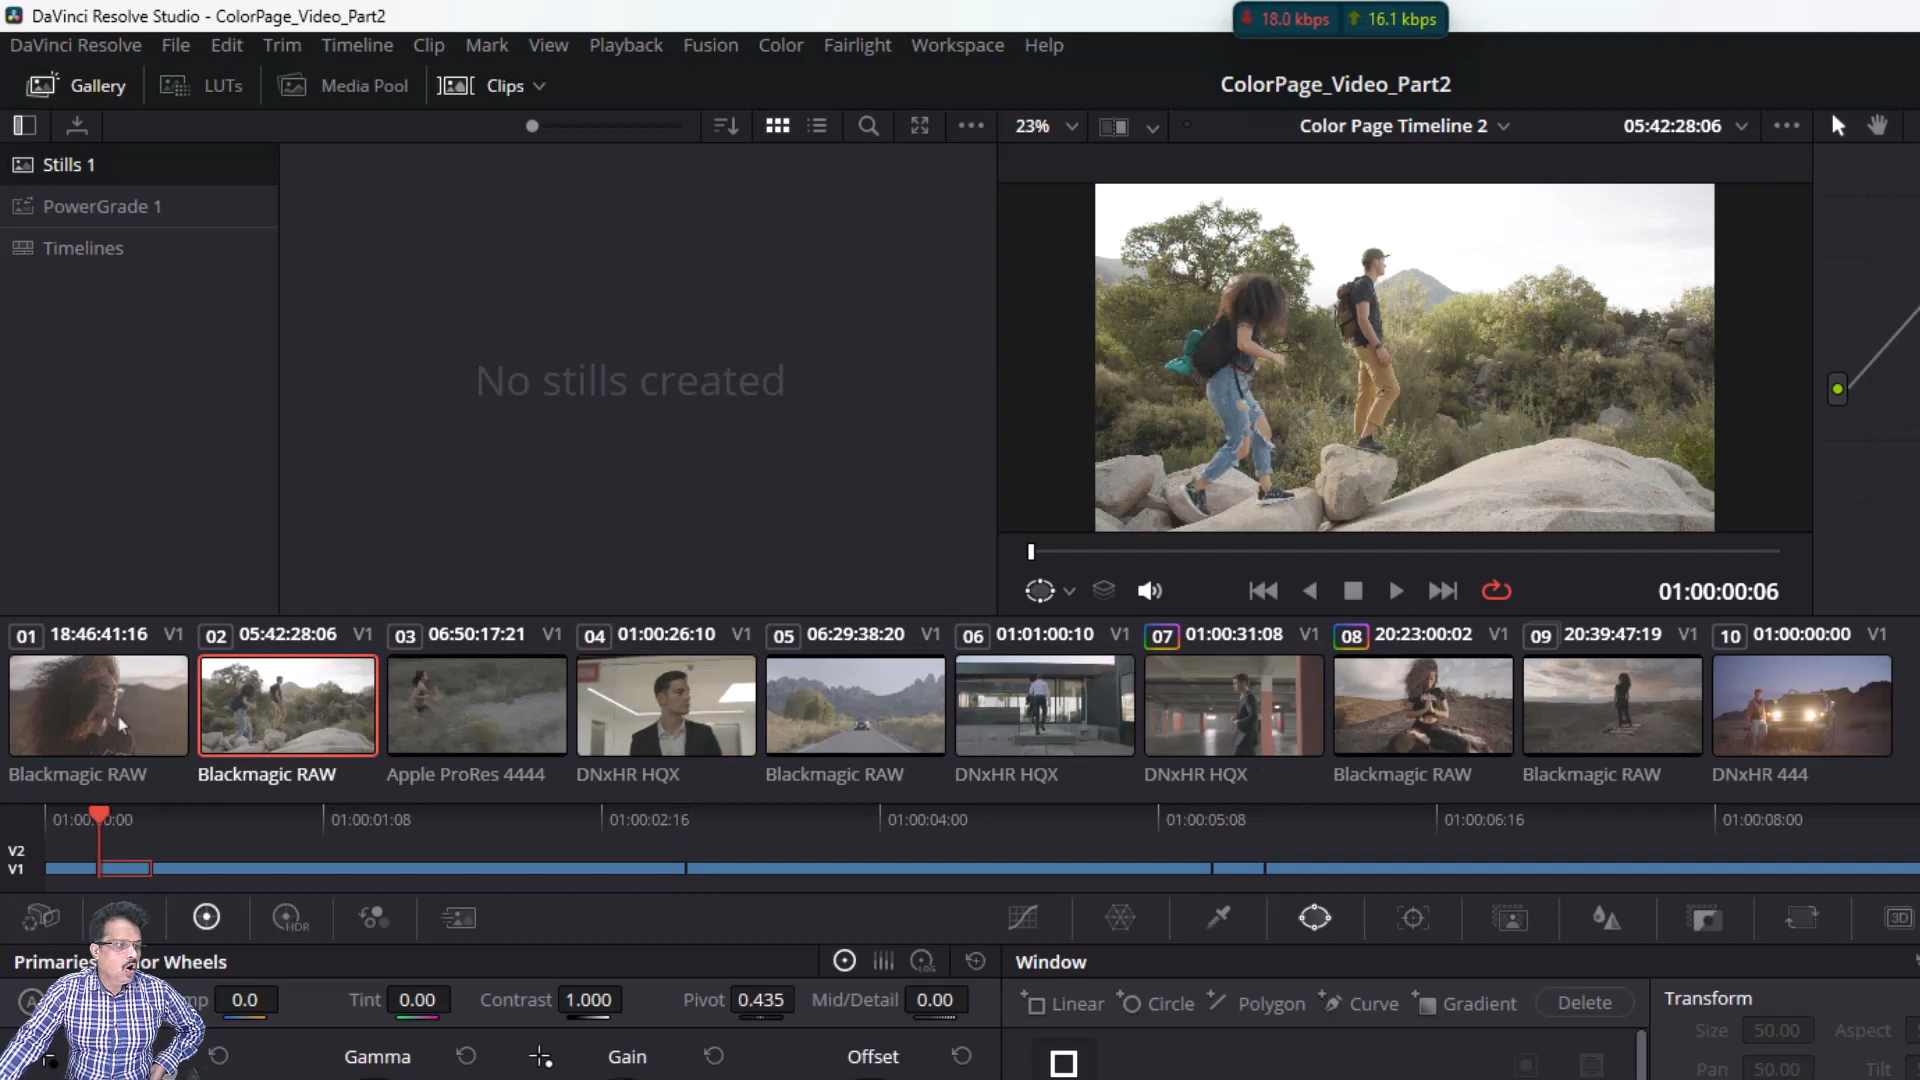 DaVinci Resolve Studio - ColorPage_Video_Part2
18.0 kbps 16.1 kbps
DaVinci Resolve File Edit Trim Timeline Clip Mark View Playback Fusion Color Fairlight Workspace Help
Gallery LUTs Media Pool Clips ColorPage_Video_Part2
23% Color Page Timeline 2 05:42:28:06
Stills 1
PowerGrade 1
Timelines
No stills created
01:00:00:06
01 18:46:41:16 V1 02 05:42:28:06 V1 03 06:50:17:21 V1 04 01:00:26:10 V1 05 06:29:38:20 V1 06 01:01:00:10 V1 07 01:00:31:08 V1 08 20:23:00:02 V1 09 20:39:47:19 V1 10 01:00:00:00 V1
Blackmagic RAW Blackmagic RAW Apple ProRes 4444 DNxHR HQX Blackmagic RAW DNxHR HQX DNxHR HQX Blackmagic RAW Blackmagic RAW DNxHR 444
01:00:01:08 01:00:02:16 01:00:04:00 01:00:05:08 01:00:06:16 01:00:08:00
V2
V1
HDR 3D
Primaries Wheels LOG Window
0.0 Tint 0.00 Contrast 1.000 Pivot 0.435 Mid/Detail 0.00 Linear Circle Polygon Curve Gradient Delete Transform
Size 50.00 Aspect
Gamma Gain Offset
Pan 50.00 Tilt